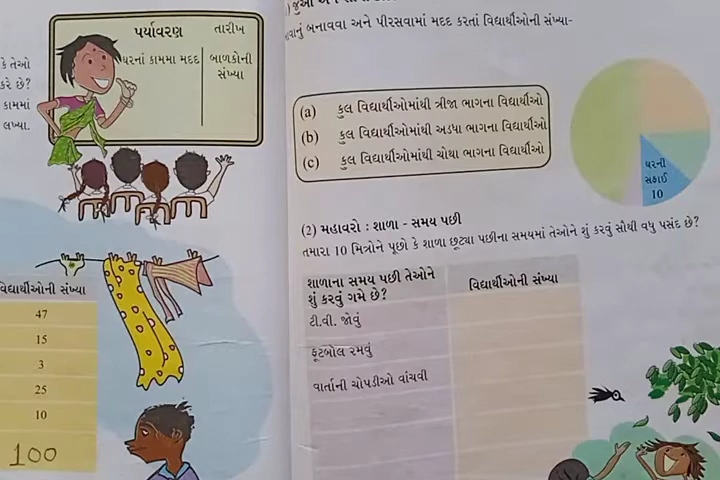 પર્યાવરણ
તારીખ
ઘરનાં કામમા મદદ
બાળકોની
સંખ્યા
કે તેઓ
કરે છે?
કામમાં
લખ્યા.
વિદ્યાર્થીઓની સંખ્યા
47
15
3
25
10
100
બનાવવા અને પીરસવામાં મદદ કરતાં વિદ્યાર્થીઓની સંખ્યા-
(a) કુલ વિદ્યાર્થીઓમાંથી ત્રીજા ભાગના વિદ્યાર્થીઓ
(b) કુલ વિદ્યાર્થીઓમાંથી અડધા ભાગના વિદ્યાર્થીઓ
(c) કુલ વિદ્યાર્થીઓમાંથી ચોથા ભાગના વિદ્યાર્થીઓ
ઘરની
સફાઈ
10
(2) મહાવરો : શાળા - સમય પછી
તમારા 10 મિત્રોને પૂછો કે શાળા છૂટ્યા પછીના સમયમાં તેઓને શું કરવું સૌથી વધુ પસંદ છે?
શાળાના સમય પછી તેઓને
શું કરવું ગમે છે?
વિદ્યાર્થીઓની સંખ્યા
ટી.વી. જોવું
ફૂટબોલ રમવું
વાર્તાની ચોપડીઓ વાંચવી